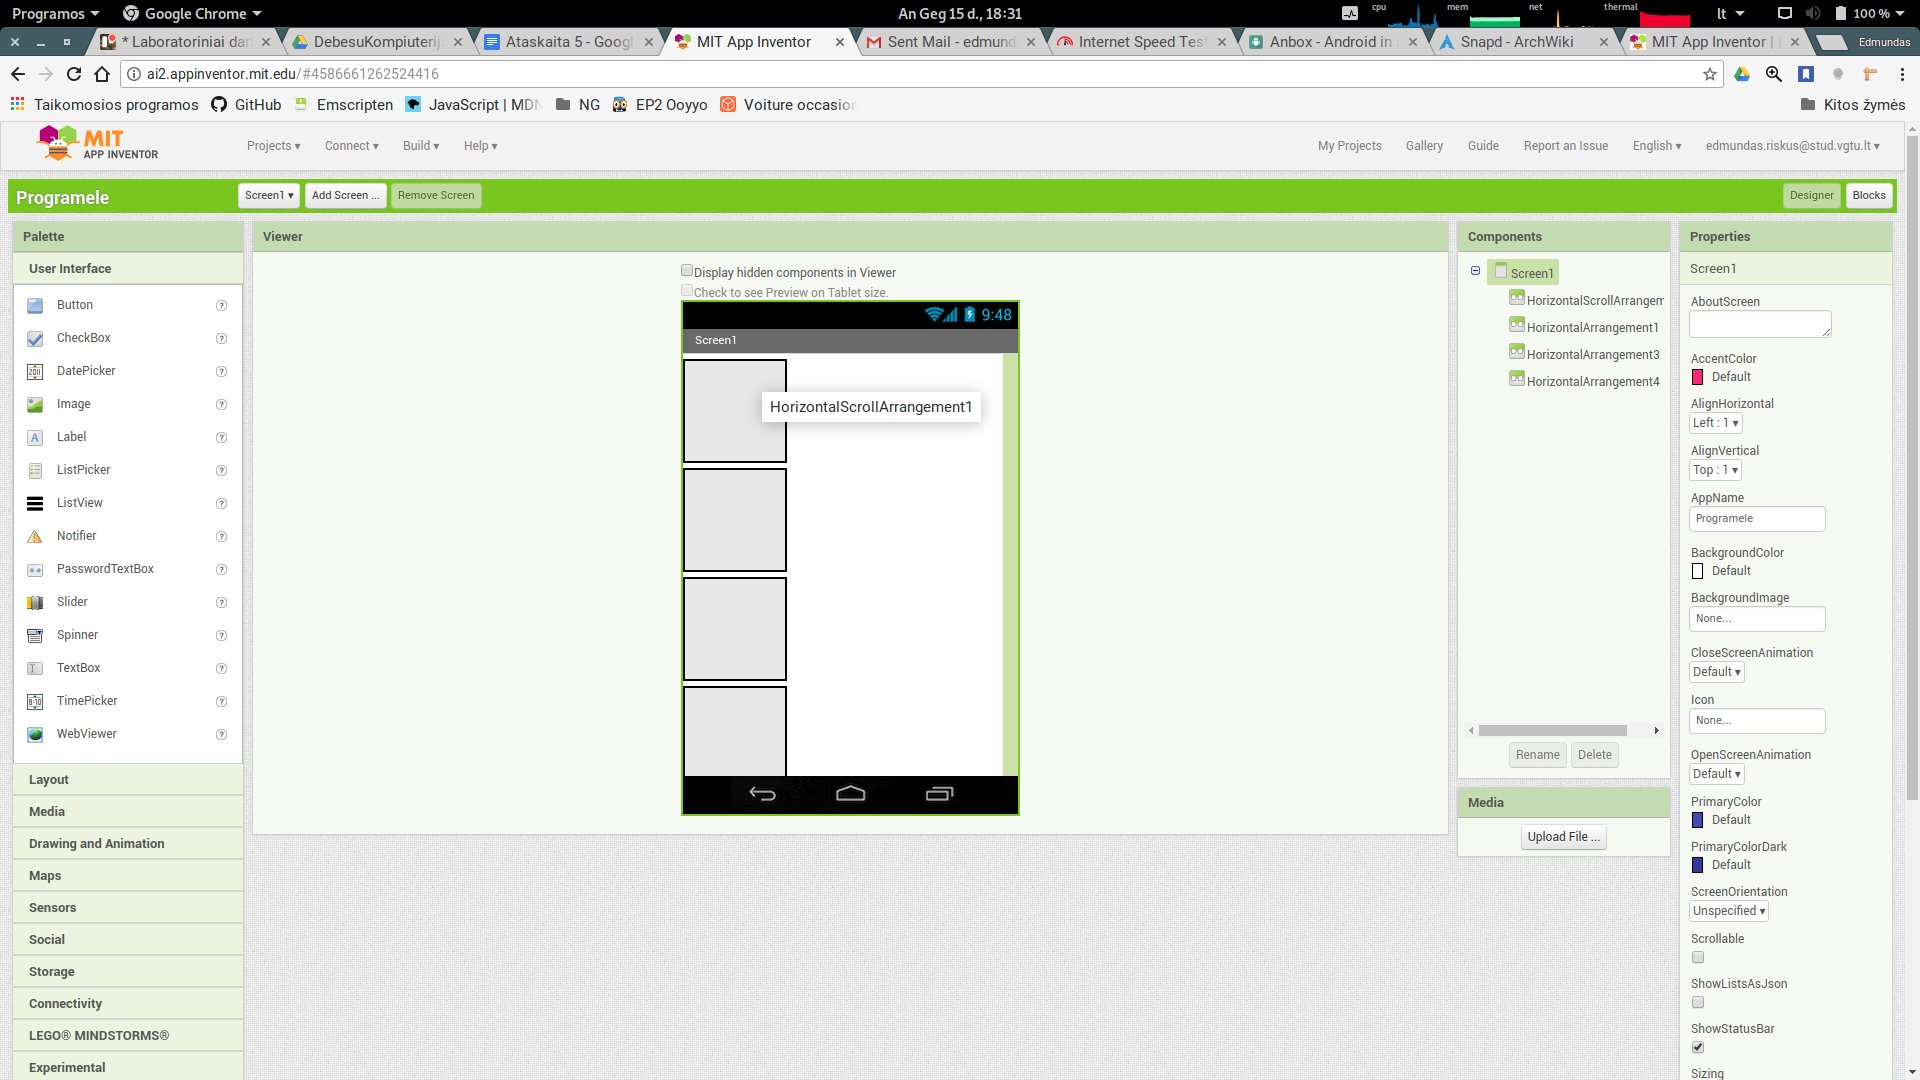 Programos
Google Chrome
An Geg 15 d., 18:31
cpu
mem
net
thermal
lt
100 %
* Laboratoriniai dar
DebesuKompiuterij
Ataskaita 5 - Googl
MIT App Inventor
Sent Mail - edmund
Internet Speed Tes
Anbox - Android in
Snapd - ArchWiki
MIT App Inventor |
Edmundas
ai2.appinventor.mit.edu/#4586661262524416
Taikomosios programos
GitHub
Emscripten
JavaScript | MDN
NG
EP2 Ooyyo
Voiture occasion
Kitos žymės
MIT
APP INVENTOR
Projects ▾
Connect ▾
Build ▾
Help ▾
My Projects
Gallery
Guide
Report an Issue
English ▾
edmundas.riskus@stud.vgtu.lt ▾
Programele
Screen1 ▾
Add Screen ...
Remove Screen
Designer
Blocks
Palette
User Interface
Button
CheckBox
DatePicker
Image
Label
ListPicker
ListView
Notifier
PasswordTextBox
Slider
Spinner
TextBox
TimePicker
WebViewer
Layout
Media
Drawing and Animation
Maps
Sensors
Social
Storage
Connectivity
LEGO® MINDSTORMS®
Experimental
Viewer
Display hidden components in Viewer
Check to see Preview on Tablet size.
9:48
Screen1
HorizontalScrollArrangement1
Components
Screen1
HorizontalScrollArrangem
HorizontalArrangement1
HorizontalArrangement3
HorizontalArrangement4
Rename
Delete
Media
Upload File ...
Properties
Screen1
AboutScreen
AccentColor
Default
AlignHorizontal
Left : 1 ▾
AlignVertical
Top : 1 ▾
AppName
Programele
BackgroundColor
Default
BackgroundImage
None...
CloseScreenAnimation
Default ▾
Icon
None...
OpenScreenAnimation
Default ▾
PrimaryColor
Default
PrimaryColorDark
Default
ScreenOrientation
Unspecified ▾
Scrollable
ShowListsAsJson
ShowStatusBar
Sizing